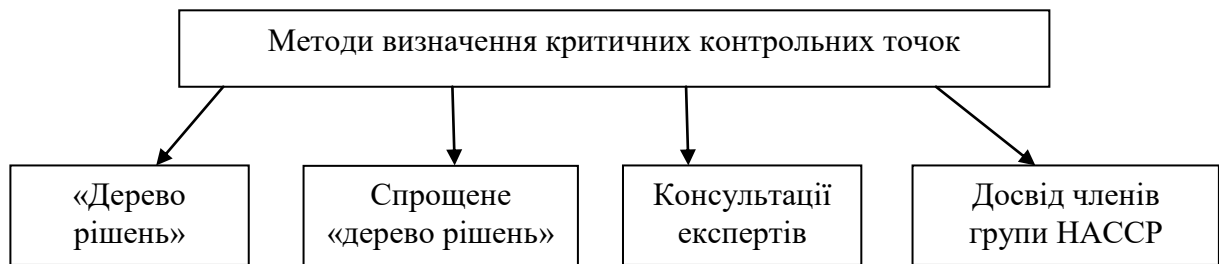 Методи визначення критичних контрольних точок
«Дерево
рішень»
Спрощене
«дерево рішень»
Консультації
експертів
Досвід членів
групи НАССР